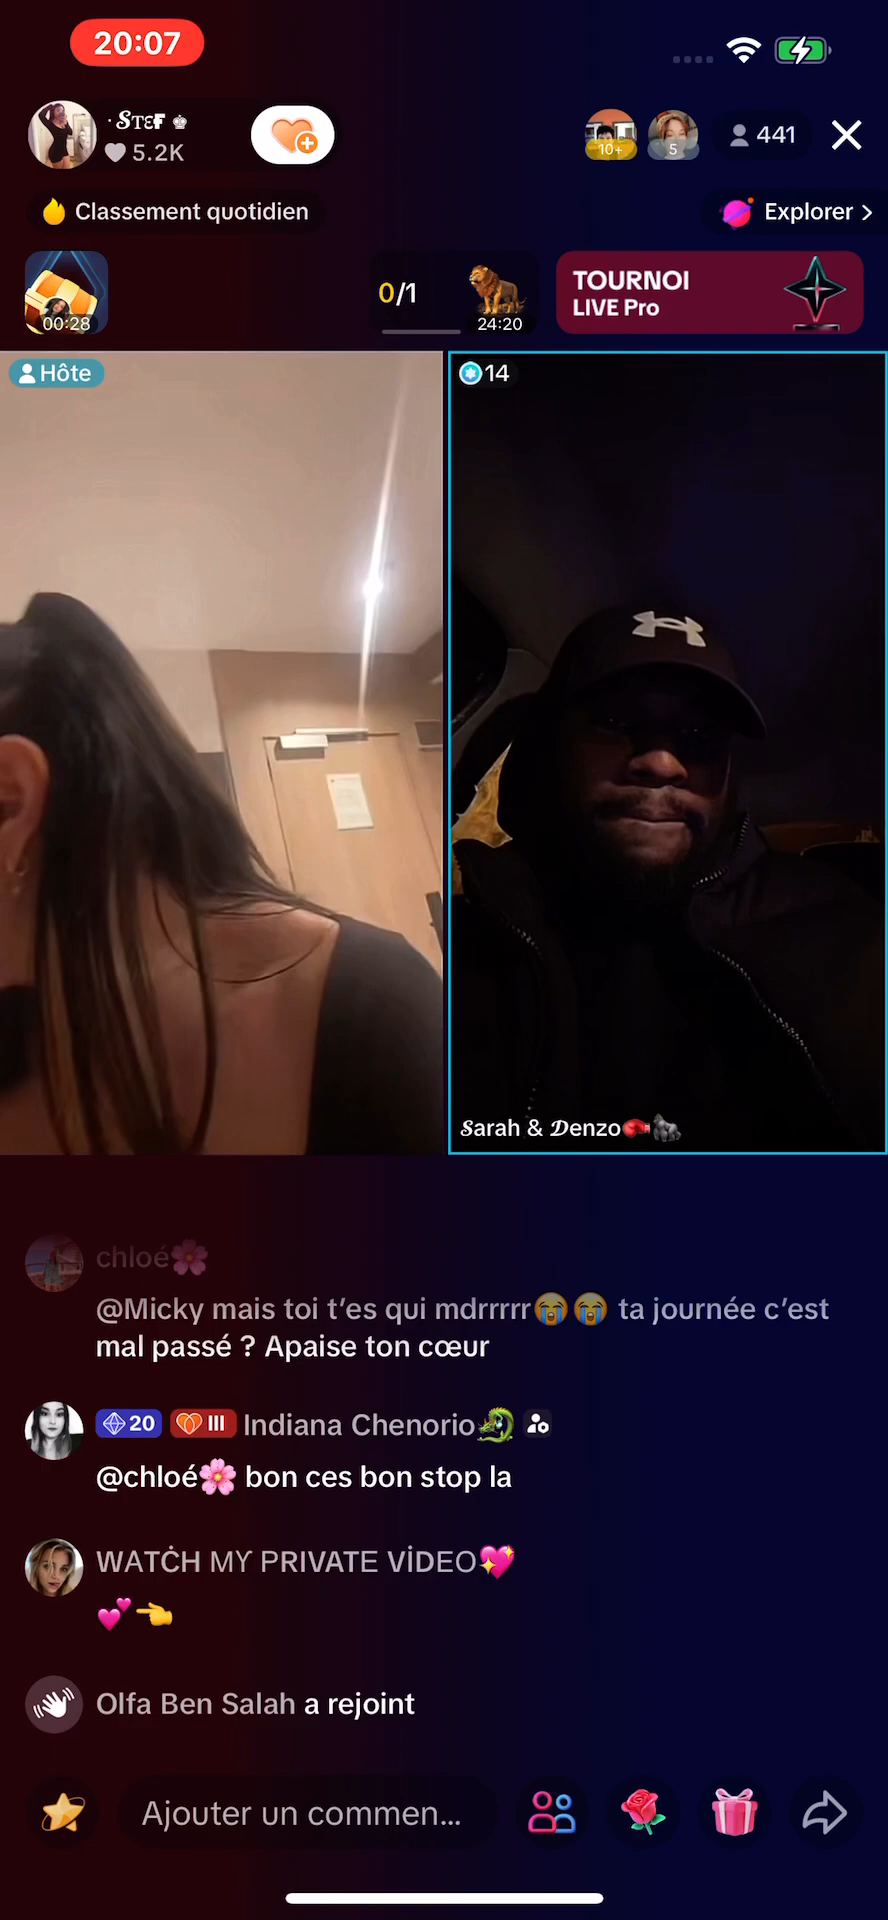 20:07
· STEF ♚
5.2K
10+
5
441
Classement quotidien
Explorer >
00:28
0/1
24:20
TOURNOI
LIVE Pro
Hôte
14
Sarah & Denzo🥊🦍
chloé🌸
@Micky mais toi t’es qui mdrrrrr😭😭 ta journée c’est
mal passé ? Apaise ton cœur
20 III Indiana Chenorio🐉
@chloé🌸 bon ces bon stop la
WATĊH MY PRIVATE VİDEO💖
💕👈
Olfa Ben Salah a rejoint
Ajouter un commen...